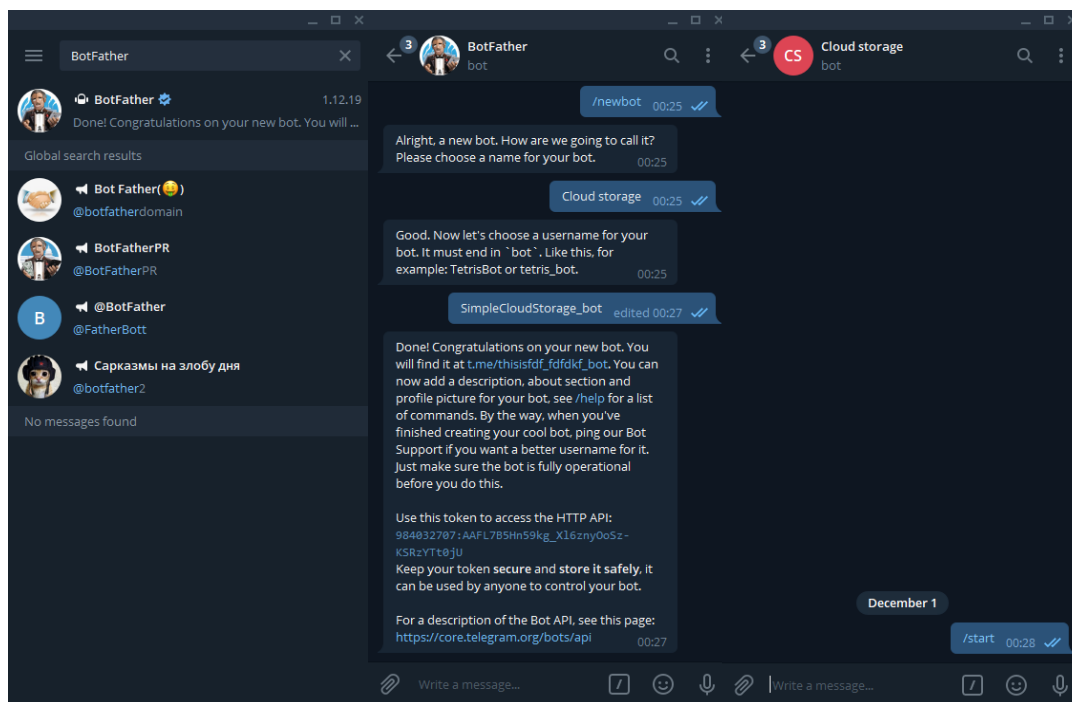 BotFather
BotFather 1.12.19
Done! Congratulations on your new bot. You will ...
Global search results
Bot Father(🤑)
@botfatherdomain
BotFatherPR
@BotFatherPR
B
@BotFather
@FatherBott
Сарказмы на злобу дня
@botfather2
No messages found
3
BotFather
bot
/newbot 00:25
Alright, a new bot. How are we going to call it?
Please choose a name for your bot.
00:25
Cloud storage 00:25
Good. Now let's choose a username for your
bot. It must end in `bot`. Like this, for
example: TetrisBot or tetris_bot.
00:25
SimpleCloudStorage_bot edited 00:27
Done! Congratulations on your new bot. You
will find it at t.me/thisisfdf_fdfdkf_bot. You can
now add a description, about section and
profile picture for your bot, see /help for a list
of commands. By the way, when you've
finished creating your cool bot, ping our Bot
Support if you want a better username for it.
Just make sure the bot is fully operational
before you do this.
Use this token to access the HTTP API:
984032707:AAFL7B5Hn59kg_Xl6znyOoSz-
KSRzYTt0jU
Keep your token secure and store it safely, it
can be used by anyone to control your bot.
For a description of the Bot API, see this page:
https://core.telegram.org/bots/api
00:27
Write a message...
3
CS
Cloud storage
bot
December 1
/start 00:28
Write a message...